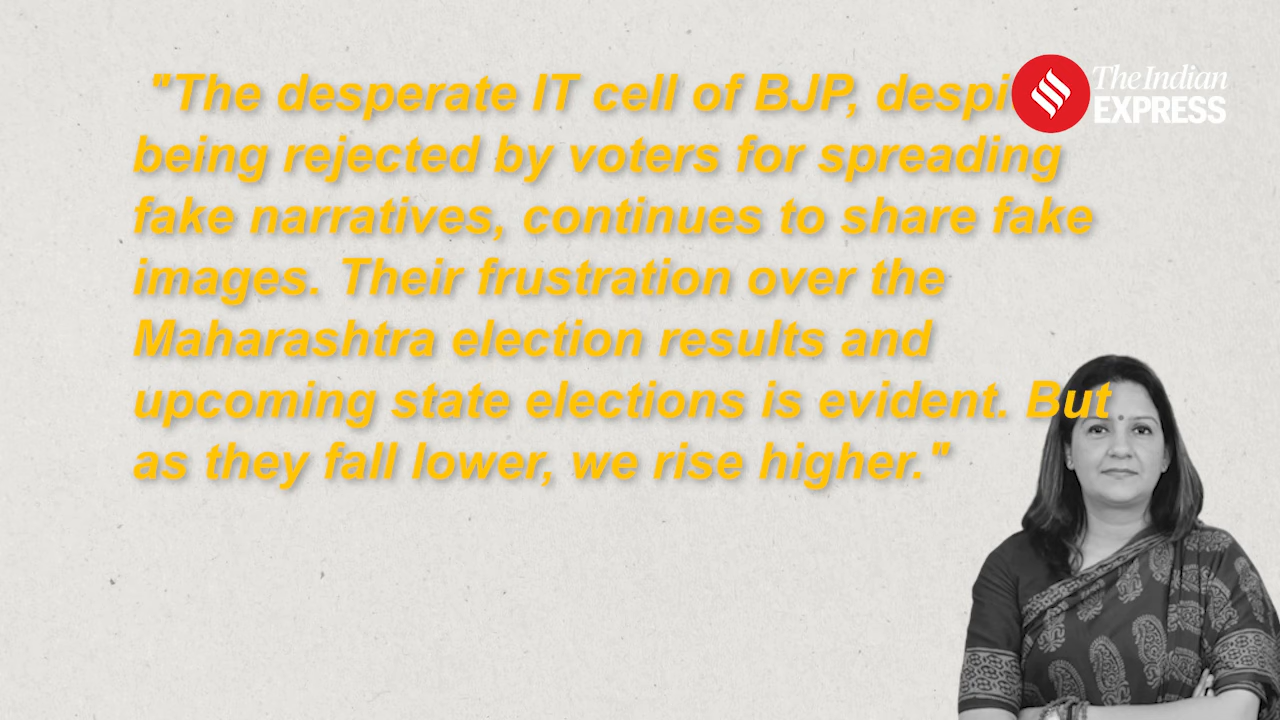 "The desperate IT cell of BJP, despi
being rejected by voters for spreading
fake narratives, continues to share fake
images. Their frustration over the
Maharashtra election results and
upcoming state elections is evident. But
as they fall lower, we rise higher."
The Indian
EXPRESS